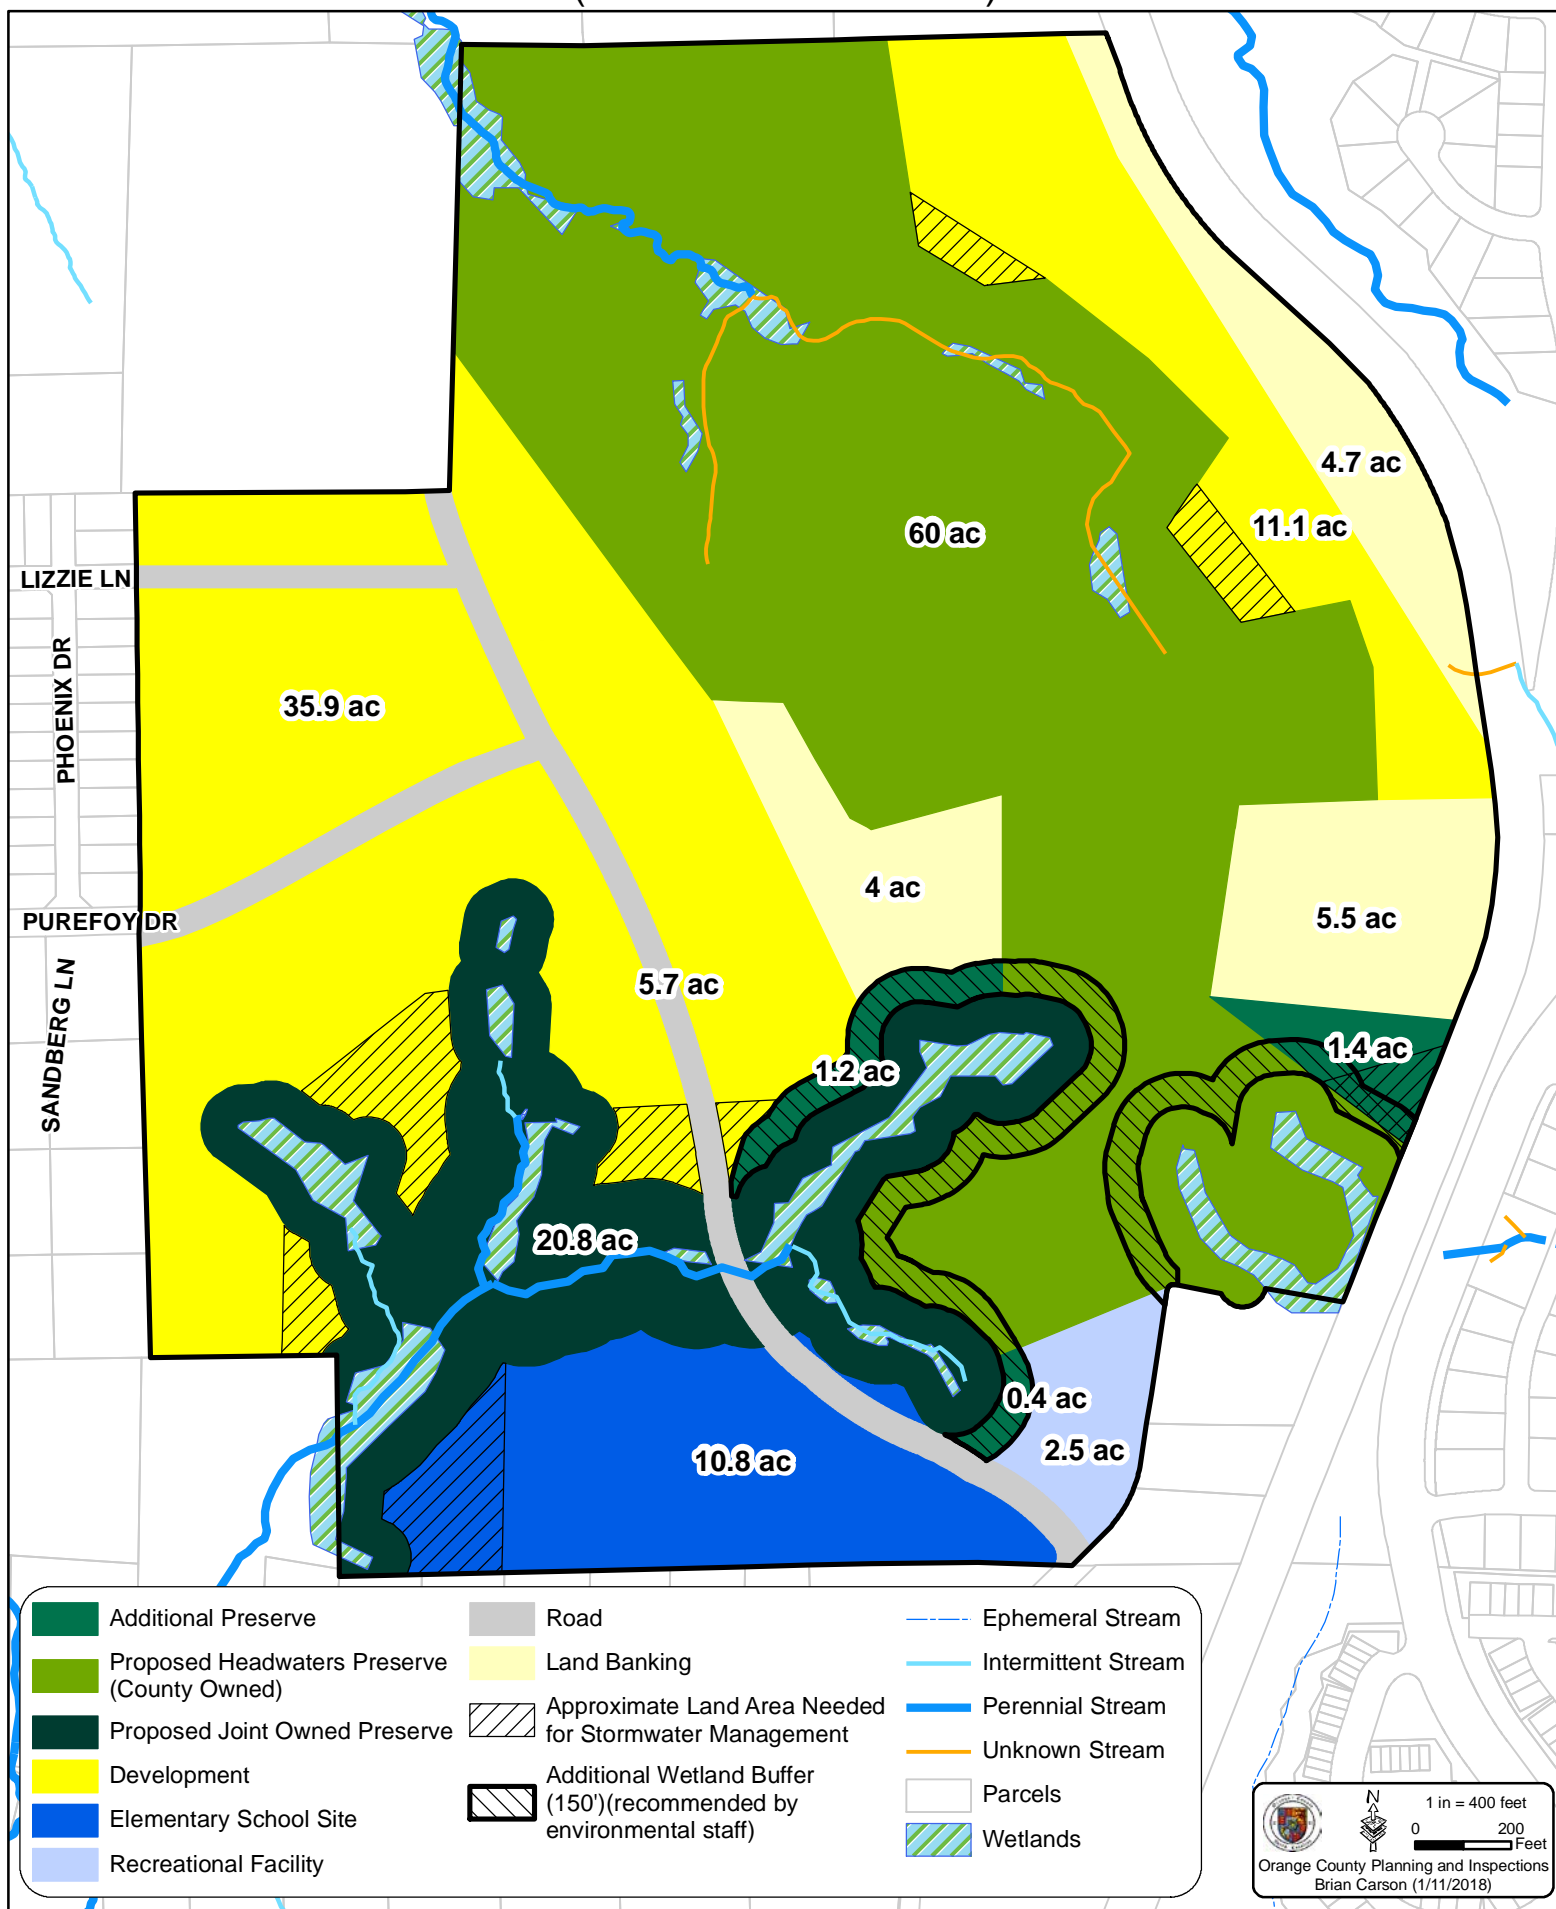 4.7 ac
11.1 ac
60 ac
LIZZIE LN
PHOENIX DR
35.9 ac
4 ac
5.5 ac
PUREFOY DR
SANDBERG LN
5.7 ac
1.4 ac
1.2 ac
20.8 ac
0.4 ac
2.5 ac
10.8 ac
Additional Preserve
Proposed Headwaters Preserve
(County Owned)
Proposed Joint Owned Preserve
Development
Elementary School Site
Recreational Facility
Road
Land Banking
Approximate Land Area Needed
for Stormwater Management
Additional Wetland Buffer
(150')(recommended by
environmental staff)
Ephemeral Stream
Intermittent Stream
Perennial Stream
Unknown Stream
Parcels
Wetlands
N
1 in = 400 feet
0 200
Feet
Orange County Planning and Inspections
Brian Carson (1/11/2018)